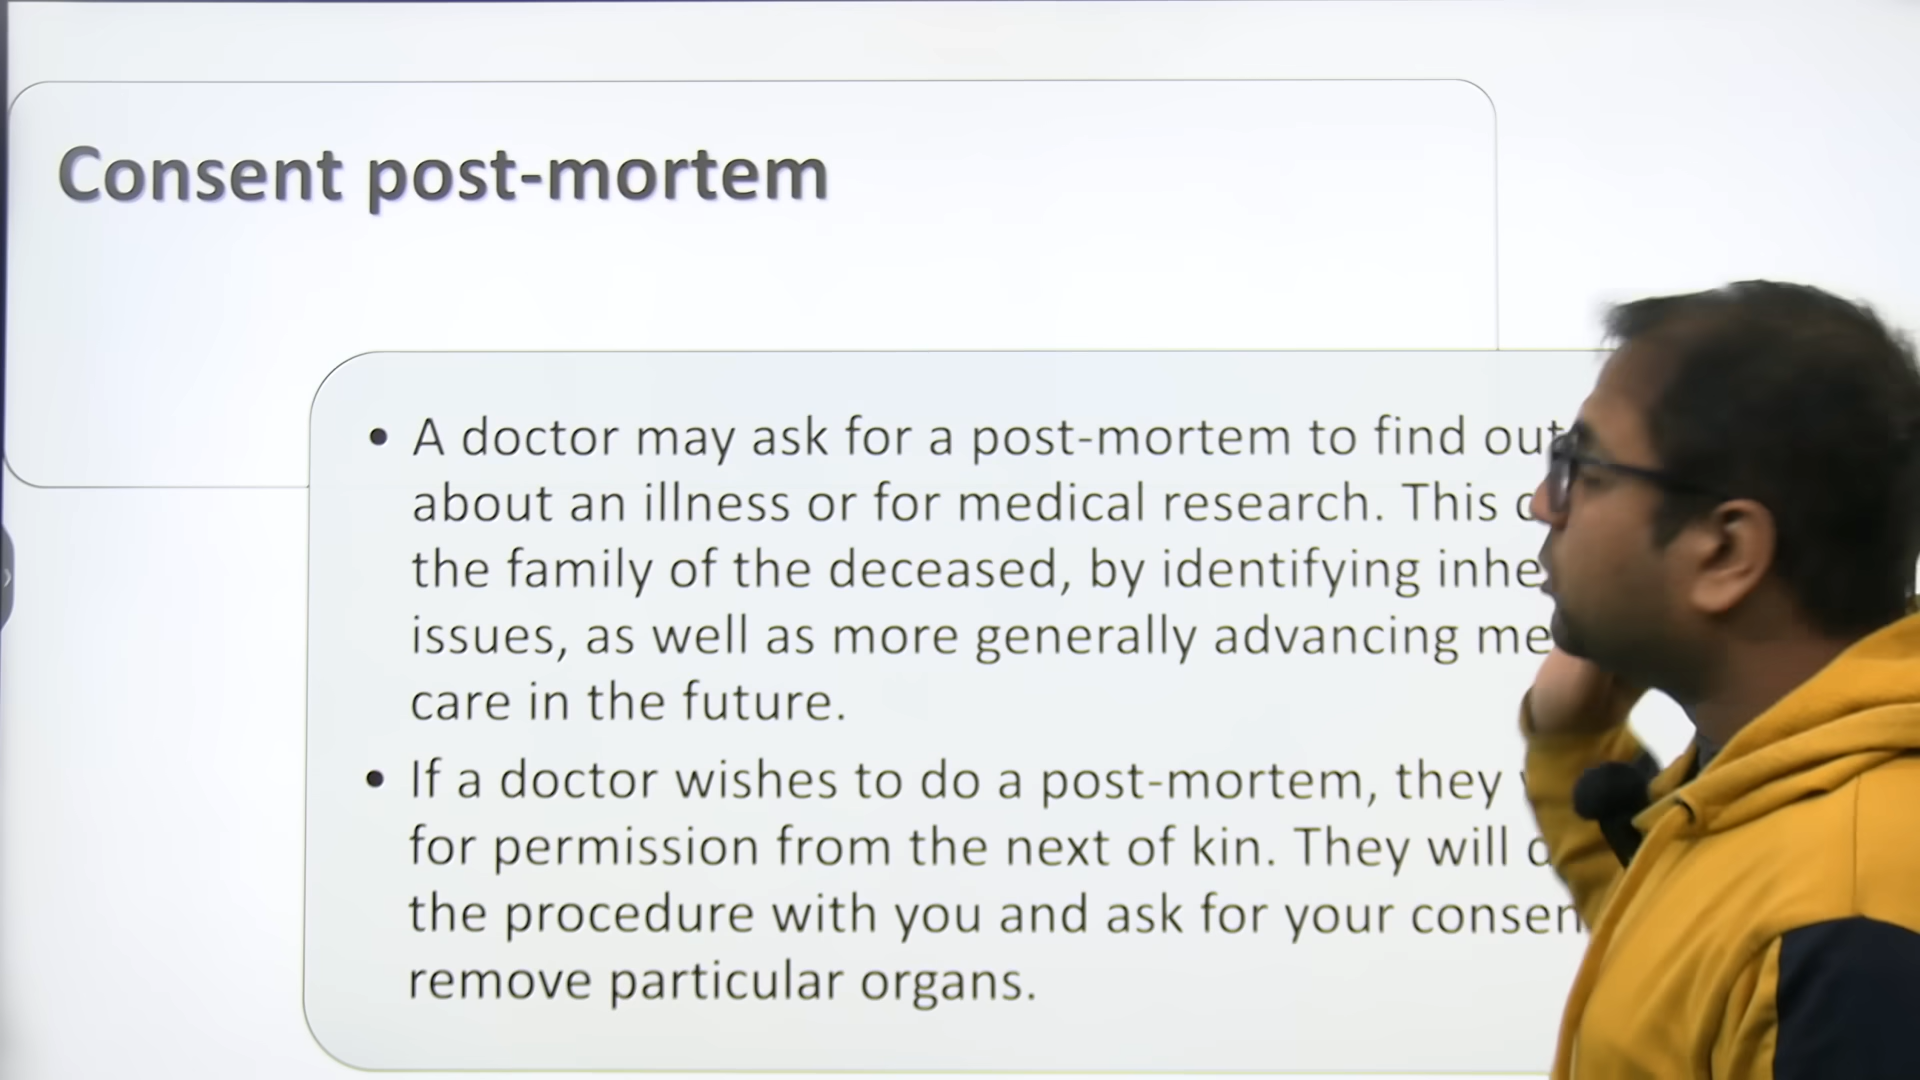 Consent post-mortem
• A doctor may ask for a post-mortem to find out
about an illness or for medical research. This
the family of the deceased, by identifying
issues, as well as more generally advancing
care in the future.
• If a doctor wishes to do a post-mortem, they
for permission from the next of kin. They will
the procedure with you and ask for your
remove particular organs.